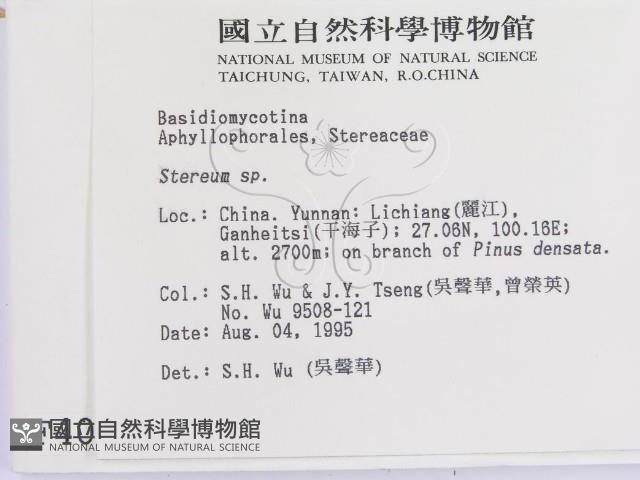 國立自然科學博物館
NATIONAL MUSEUM OF NATURAL SCIENCE
TAICHUNG, TAIWAN, R.O.CHINA
Basidiomycotina
Aphyllophorales, Stereaceae
Stereum sp.
Loc.: China. Yunnan: Lichiang(麗江),
Ganheitsi(干海子); 27.06N, 100.16E;
alt. 2700m; on branch of Pinus densata.
Col.: S.H. Wu & J.Y. Tseng(吳聲華,曾榮英)
No. Wu 9508-121
Date: Aug. 04, 1995
Det.: S.H. Wu (吳聲華)
國立自然科學博物館
NATIONAL MUSEUM OF NATURAL SCIENCE